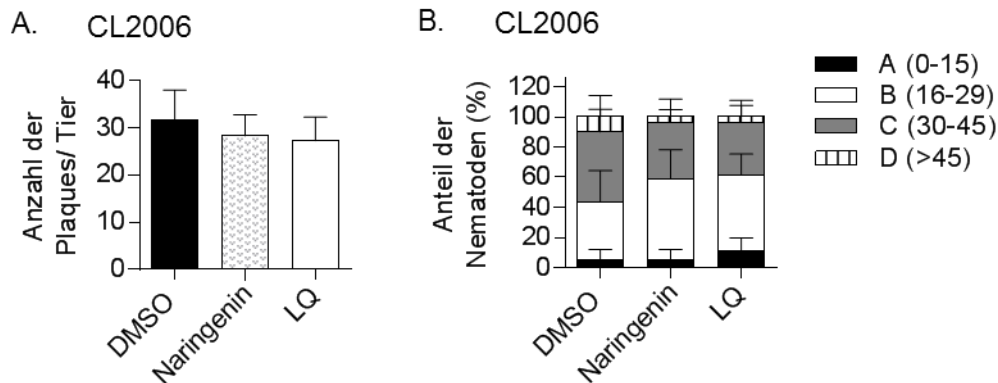 A. CL2006
Anzahl der
Plaques/ Tier
40
30
20
10
0
DMSO
Naringenin
LQ
B. CL2006
Anteil der
Nematoden (%)
120
100
80
60
40
20
0
DMSO
Naringenin
LQ
A (0-15)
B (16-29)
C (30-45)
D (>45)